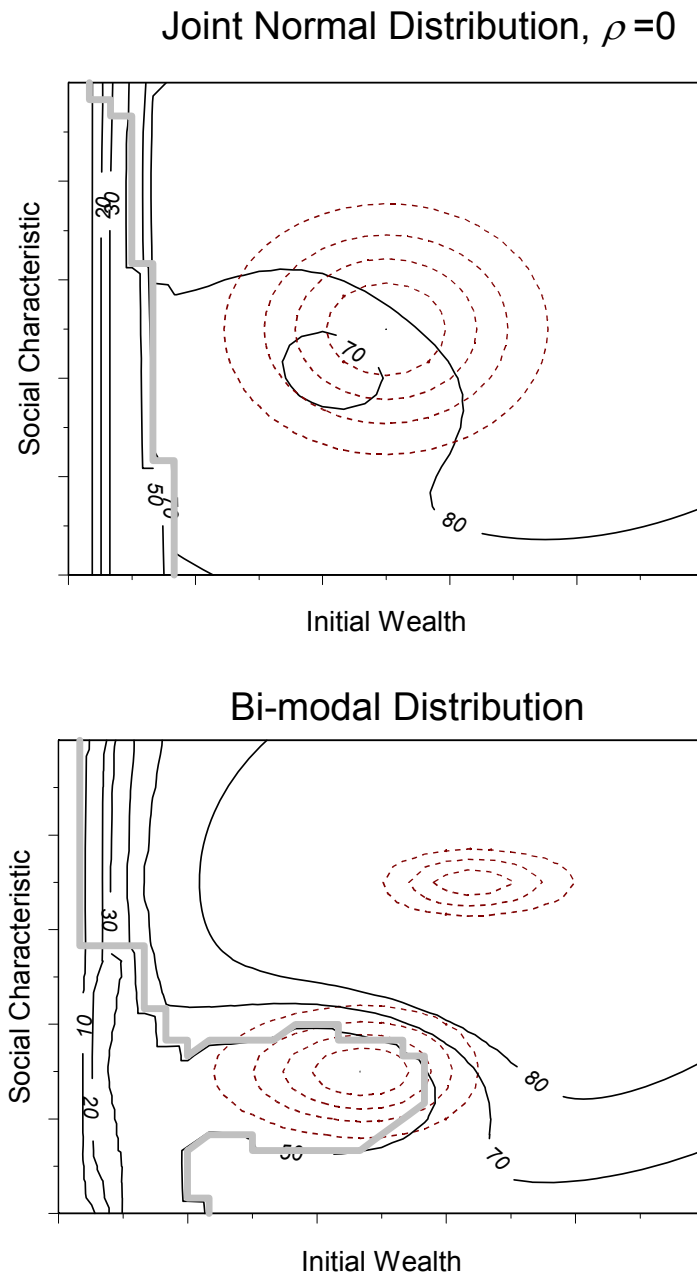 Joint Normal Distribution, ρ =0
Social Characteristic
20
30
70
50
80
Initial Wealth
Bi-modal Distribution
Social Characteristic
30
10
20
50
80
70
Initial Wealth